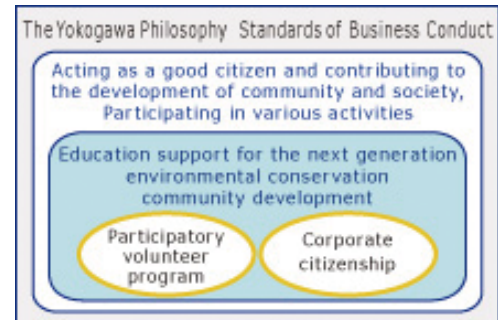 The Yokogawa Philosophy Standards of Business Conduct
Acting as a good citizen and contributing to
the development of community and society,
Participating in various activities
Education support for the next generation
environmental conservation
community development
Participatory
volunteer
program
Corporate
citizenship